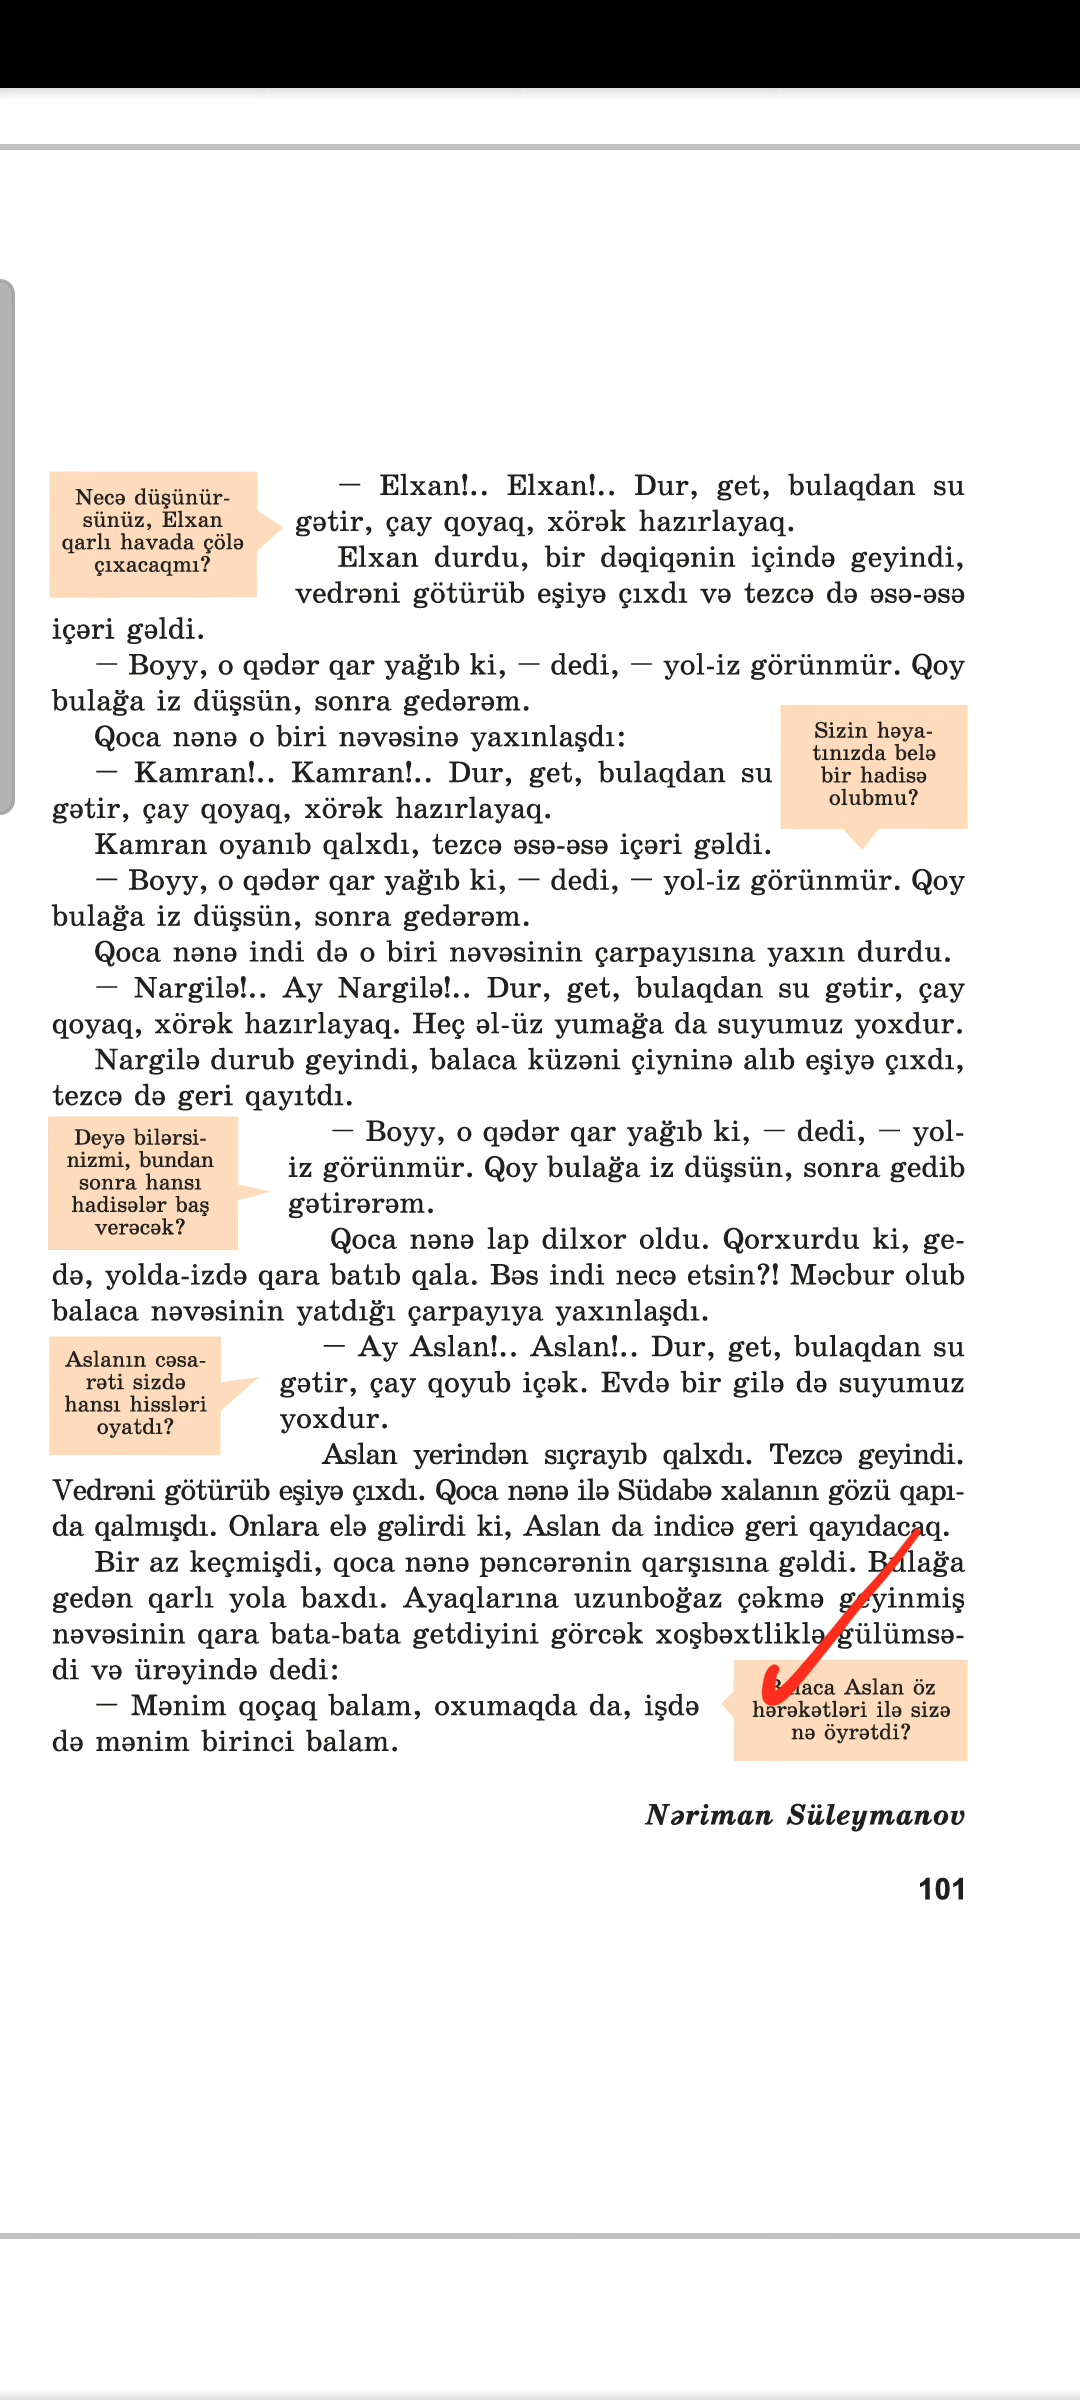 Necə düşünür-
sünüz, Elxan
qarlı havada çölə
çıxacaqmı?
— Elxan!.. Elxan!.. Dur, get, bulaqdan su
gətir, çay qoyaq, xörək hazırlayaq.
Elxan durdu, bir dəqiqənin içində geyindi,
vedrəni götürüb eşiyə çıxdı və tezcə də əsə-əsə
içəri gəldi.
— Boyy, o qədər qar yağıb ki, — dedi, — yol-iz görünmür. Qoy
bulağa iz düşsün, sonra gedərəm.
Qoca nənə o biri nəvəsinə yaxınlaşdı:
— Kamran!.. Kamran!.. Dur, get, bulaqdan su
gətir, çay qoyaq, xörək hazırlayaq.
Sizin həya-
tınızda belə
bir hadisə
olubmu?
Kamran oyanıb qalxdı, tezcə əsə-əsə içəri gəldi.
— Boyy, o qədər qar yağıb ki, — dedi, — yol-iz görünmür. Qoy
bulağa iz düşsün, sonra gedərəm.
Qoca nənə indi də o biri nəvəsinin çarpayısına yaxın durdu.
— Nargilə!.. Ay Nargilə!.. Dur, get, bulaqdan su gətir, çay
qoyaq, xörək hazırlayaq. Heç əl-üz yumağa da suyumuz yoxdur.
Nargilə durub geyindi, balaca küzəni çiyninə alıb eşiyə çıxdı,
tezcə də geri qayıtdı.
Deyə bilərsi-
nizmi, bundan
sonra hansı
hadisələr baş
verəcək?
— Boyy, o qədər qar yağıb ki, — dedi, — yol-
iz görünmür. Qoy bulağa iz düşsün, sonra gedib
gətirərəm.
Qoca nənə lap dilxor oldu. Qorxurdu ki, ge-
də, yolda-izdə qara batıb qala. Bəs indi necə etsin?! Məcbur olub
balaca nəvəsinin yatdığı çarpayıya yaxınlaşdı.
Aslanın cəsa-
rəti sizdə
hansı hissləri
oyatdı?
— Ay Aslan!.. Aslan!.. Dur, get, bulaqdan su
gətir, çay qoyub içək. Evdə bir gilə də suyumuz
yoxdur.
Aslan yerindən sıçrayıb qalxdı. Tezcə geyindi.
Vedrəni götürüb eşiyə çıxdı. Qoca nənə ilə Südabə xalanın gözü qapı-
da qalmışdı. Onlara elə gəlirdi ki, Aslan da indicə geri qayıdacaq.
Bir az keçmişdi, qoca nənə pəncərənin qarşısına gəldi. Bulağa
gedən qarlı yola baxdı. Ayaqlarına uzunboğaz çəkmə geyinmiş
nəvəsinin qara bata-bata getdiyini görcək xoşbəxtliklə gülümsə-
di və ürəyində dedi:
— Mənim qoçaq balam, oxumaqda da, işdə
də mənim birinci balam.
Balaca Aslan öz
hərəkətləri ilə sizə
nə öyrətdi?
Nəriman Süleymanov
101